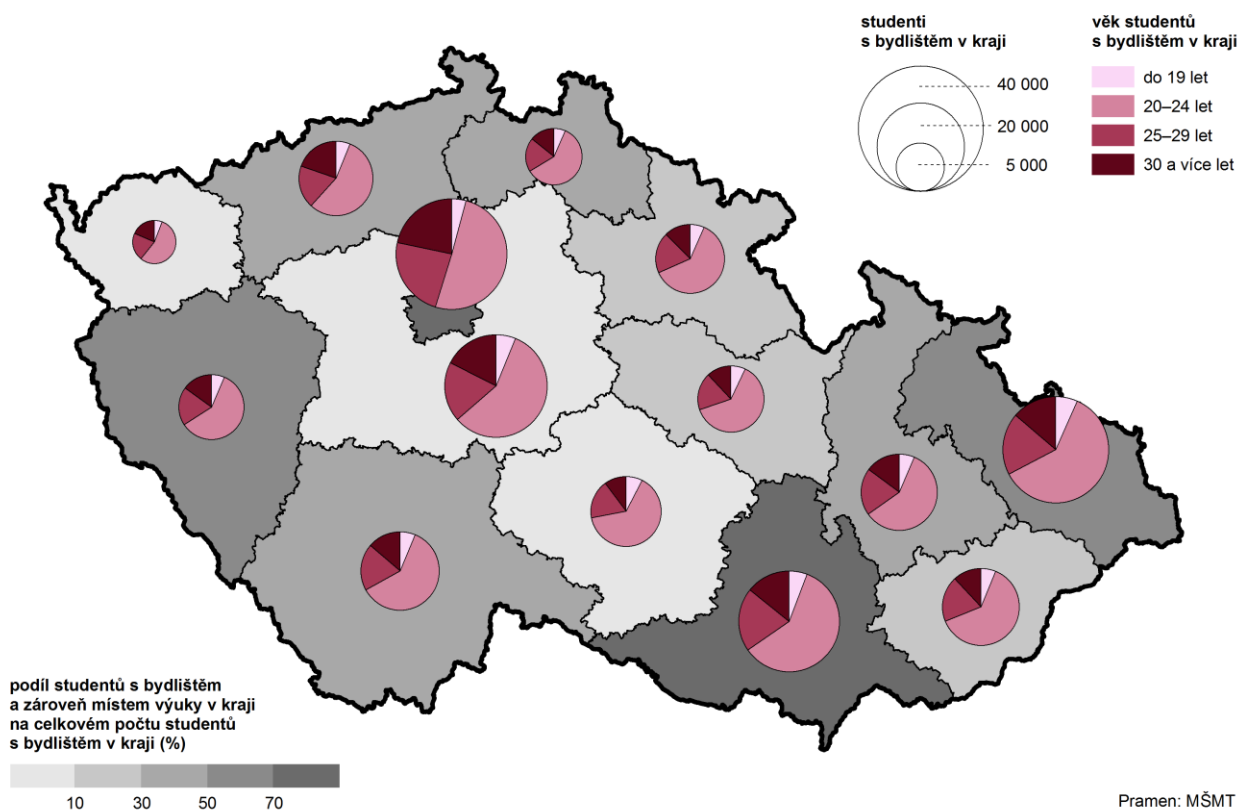 studenti
s bydlištěm v kraji
40 000
20 000
5 000
věk studentů
s bydlištěm v kraji
do 19 let
20–24 let
25–29 let
30 a více let
podíl studentů s bydlištěm
a zároveň místem výuky v kraji
na celkovém počtu studentů
s bydlištěm v kraji (%)
10 30 50 70
Pramen: MŠMT